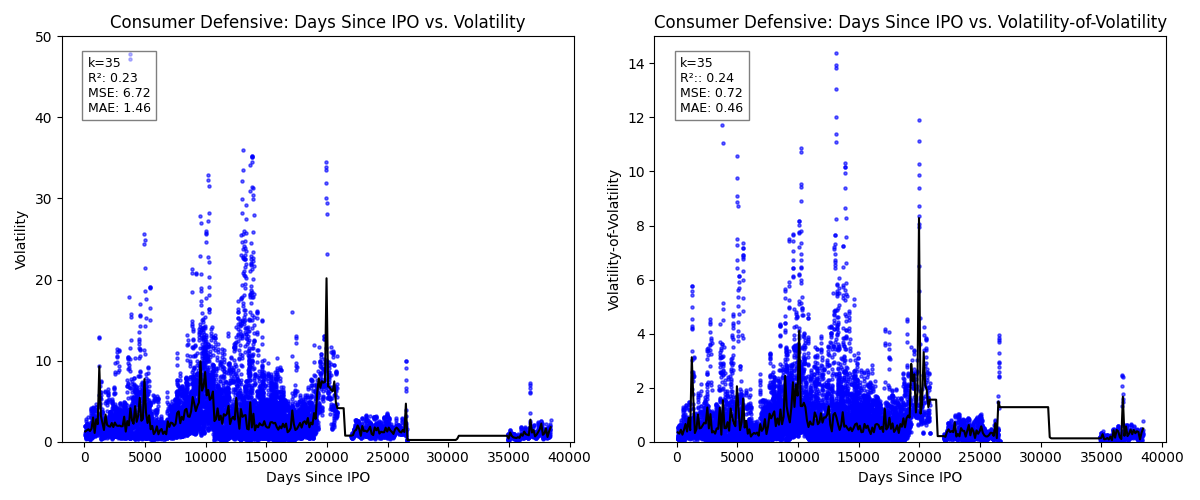 Consumer Defensive: Days Since IPO vs. Volatility
50
40
30
20
10
0
Volatility
k=35
R²: 0.23
MSE: 6.72
MAE: 1.46
0
5000
10000
15000
20000
25000
30000
35000
40000
Days Since IPO
Consumer Defensive: Days Since IPO vs. Volatility-of-Volatility
14
12
10
8
6
4
2
0
Volatility-of-Volatility
k=35
R²:: 0.24
MSE: 0.72
MAE: 0.46
0
5000
10000
15000
20000
25000
30000
35000
40000
Days Since IPO